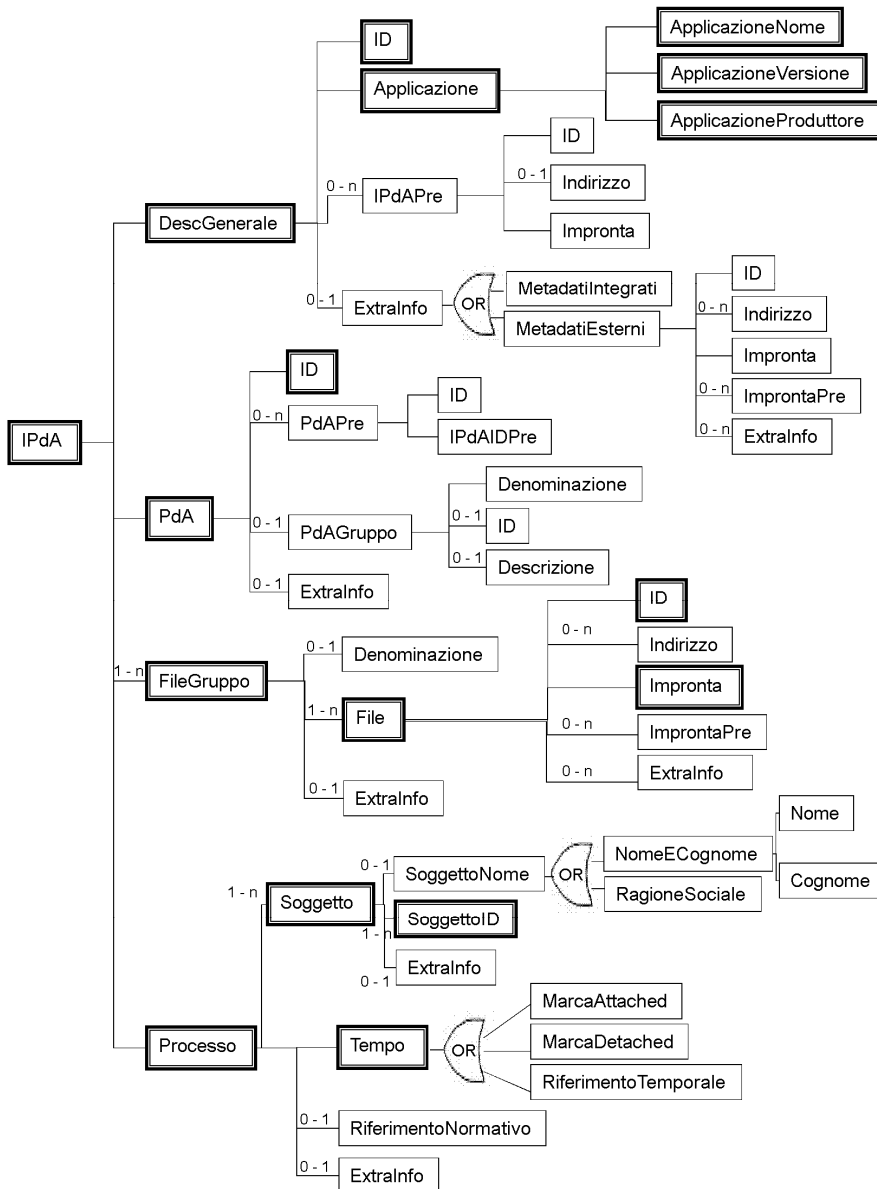 ID
Applicazione
ApplicazioneNome
ApplicazioneVersione
ApplicazioneProduttore
0 - n
IPdAPre
ID
0 - 1
Indirizzo
Impronta
DescGenerale
0 - 1
ExtraInfo
OR
MetadatiIntegrati
MetadatiEsterni
ID
0 - n
Indirizzo
Impronta
0 - n
ImprontaPre
0 - n
ExtraInfo
IPdA
PdA
ID
0 - n
PdAPre
ID
IPdAIDPre
0 - 1
PdAGruppo
Denominazione
0 - 1
ID
0 - 1
Descrizione
0 - 1
ExtraInfo
1 - n
FileGruppo
0 - 1
Denominazione
1 - n
File
ID
0 - n
Indirizzo
Impronta
0 - n
ImprontaPre
0 - n
ExtraInfo
0 - 1
ExtraInfo
Processo
1 - n
Soggetto
0 - 1
SoggettoNome
OR
NomeECognome
Nome
Cognome
RagioneSociale
1 - n
SoggettoID
0 - 1
ExtraInfo
Tempo
OR
MarcaAttached
MarcaDetached
RiferimentoTemporale
0 - 1
RiferimentoNormativo
0 - 1
ExtraInfo